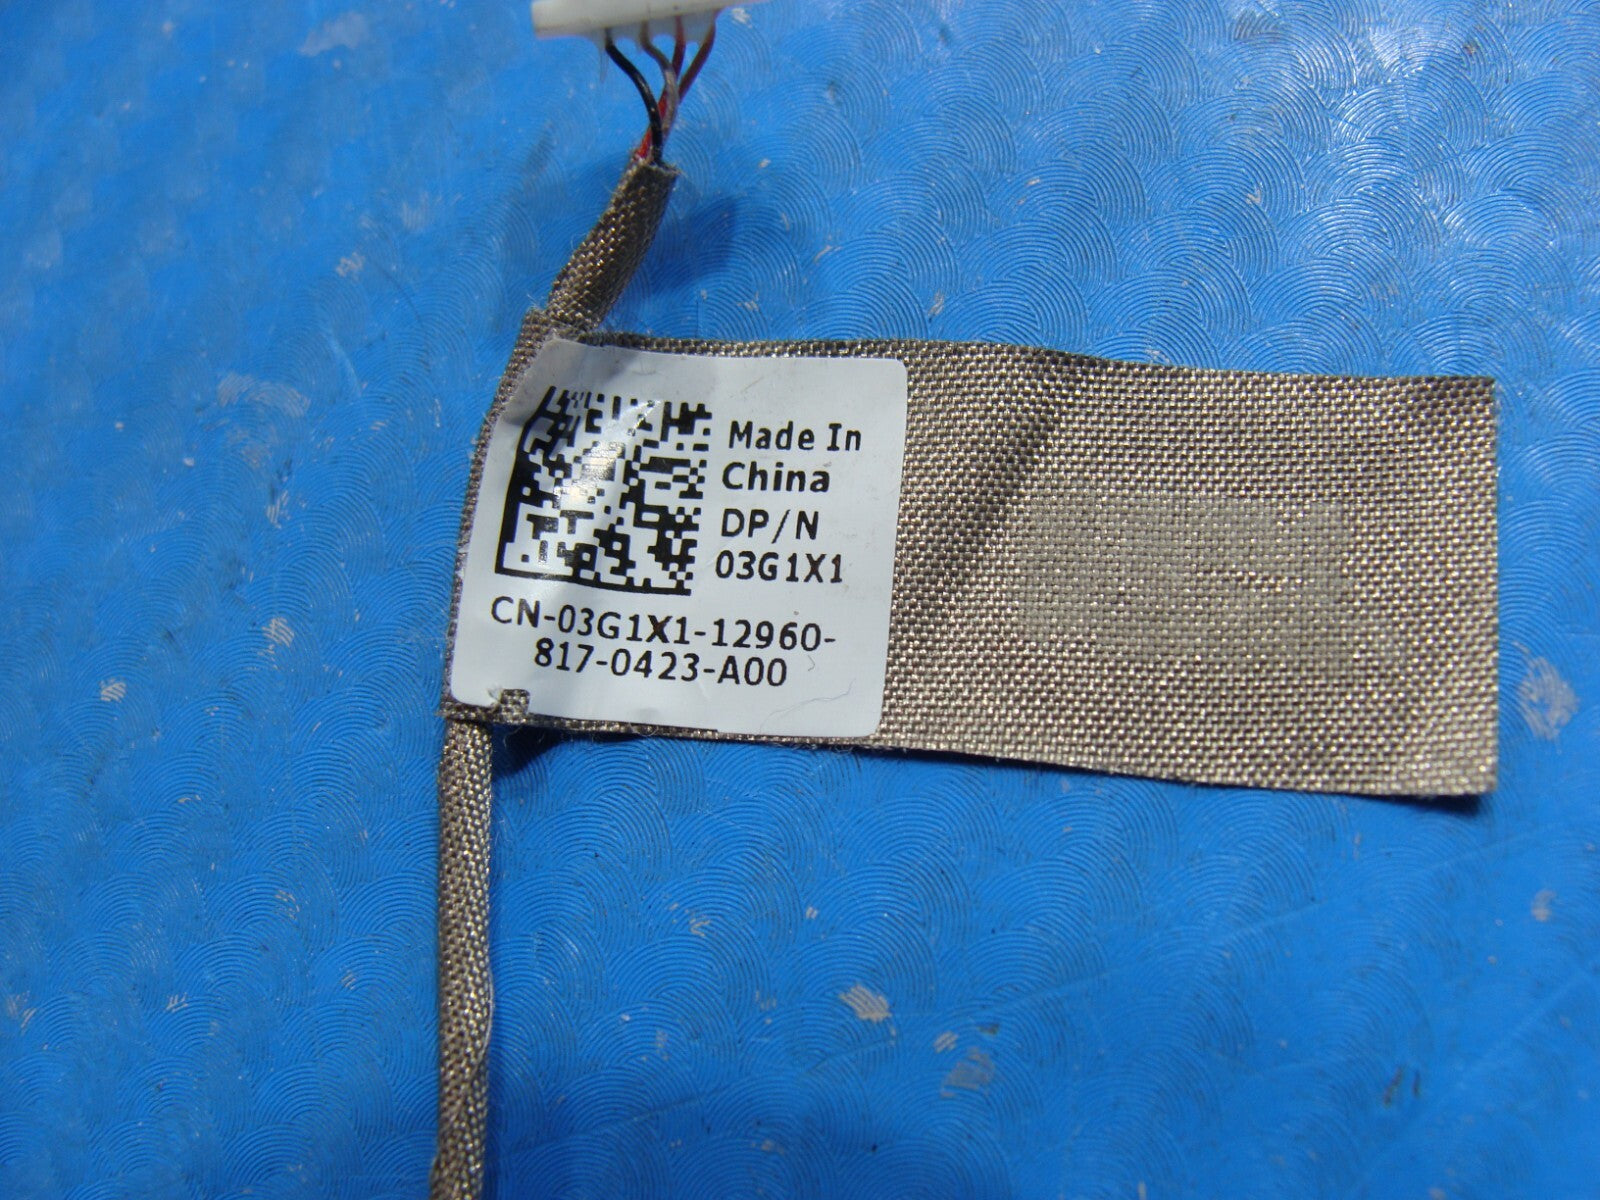 Made In
China
DP/N
03G1X1
CN-03G1X1-12960-
817-0423-A00